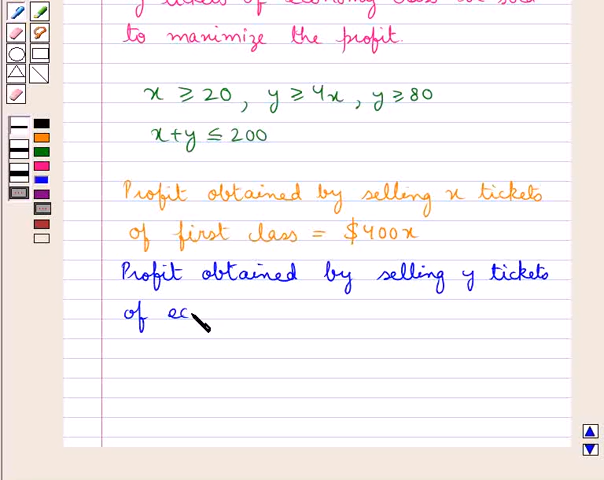 to maximize the profit.
x ≥ 20, y ≥ 4x, y ≥ 80
x+y ≤ 200
Profit obtained by selling x tickets
of first class = $400x
Profit obtained by selling y tickets
of ec